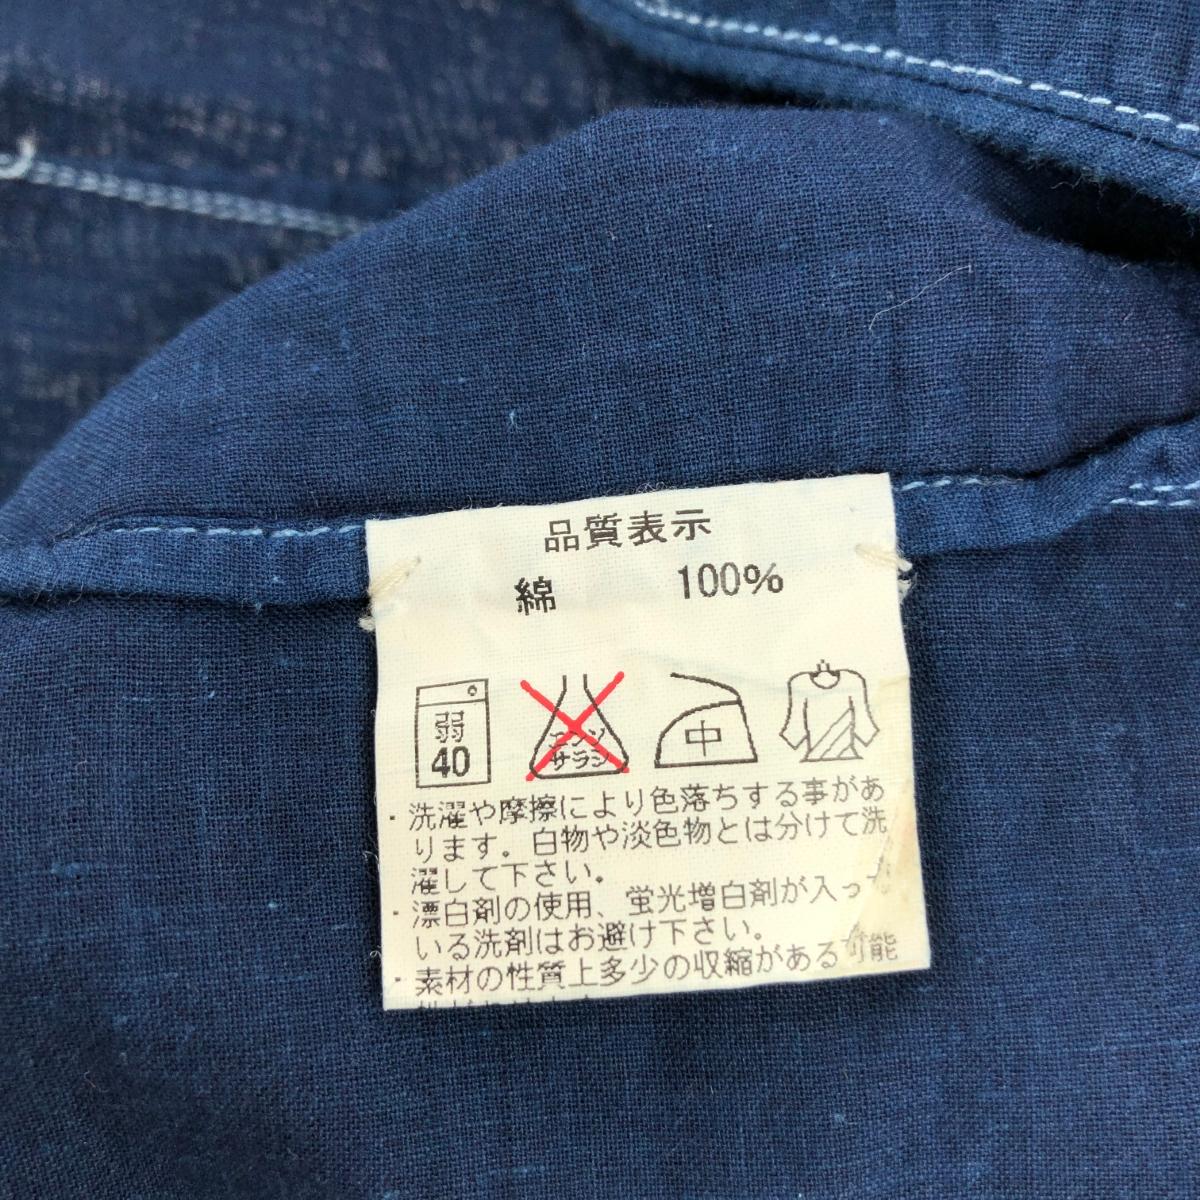 品質表示
綿 100%
弱
40
エンソ
サラシ
中
・洗濯や摩擦により色落ちする事があ
ります。白物や淡色物とは分けて洗
濯して下さい。
・漂白剤の使用、蛍光増白剤が入って
いる洗剤はお避け下さい。
・素材の性質上多少の収縮がある可能